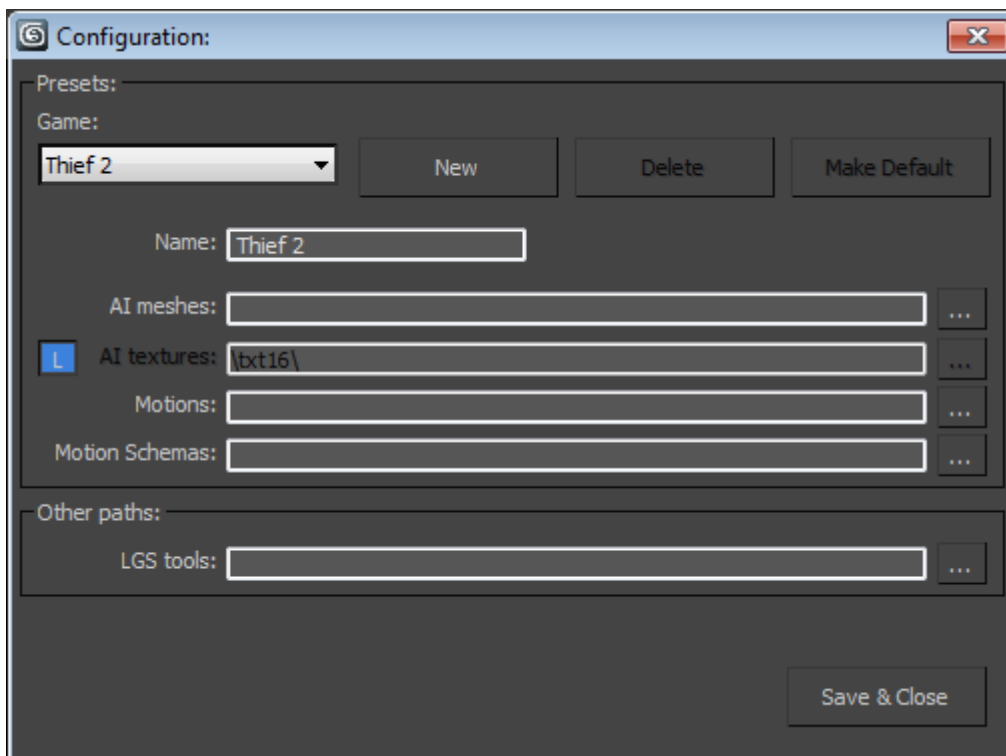 Configuration:
Presets:
Game:
Thief 2 New Delete Make Default
Name: Thief 2
AI meshes: ...
L AI textures: \txt16\ ...
Motions: ...
Motion Schemas: ...
Other paths:
LGS tools: ...
Save & Close